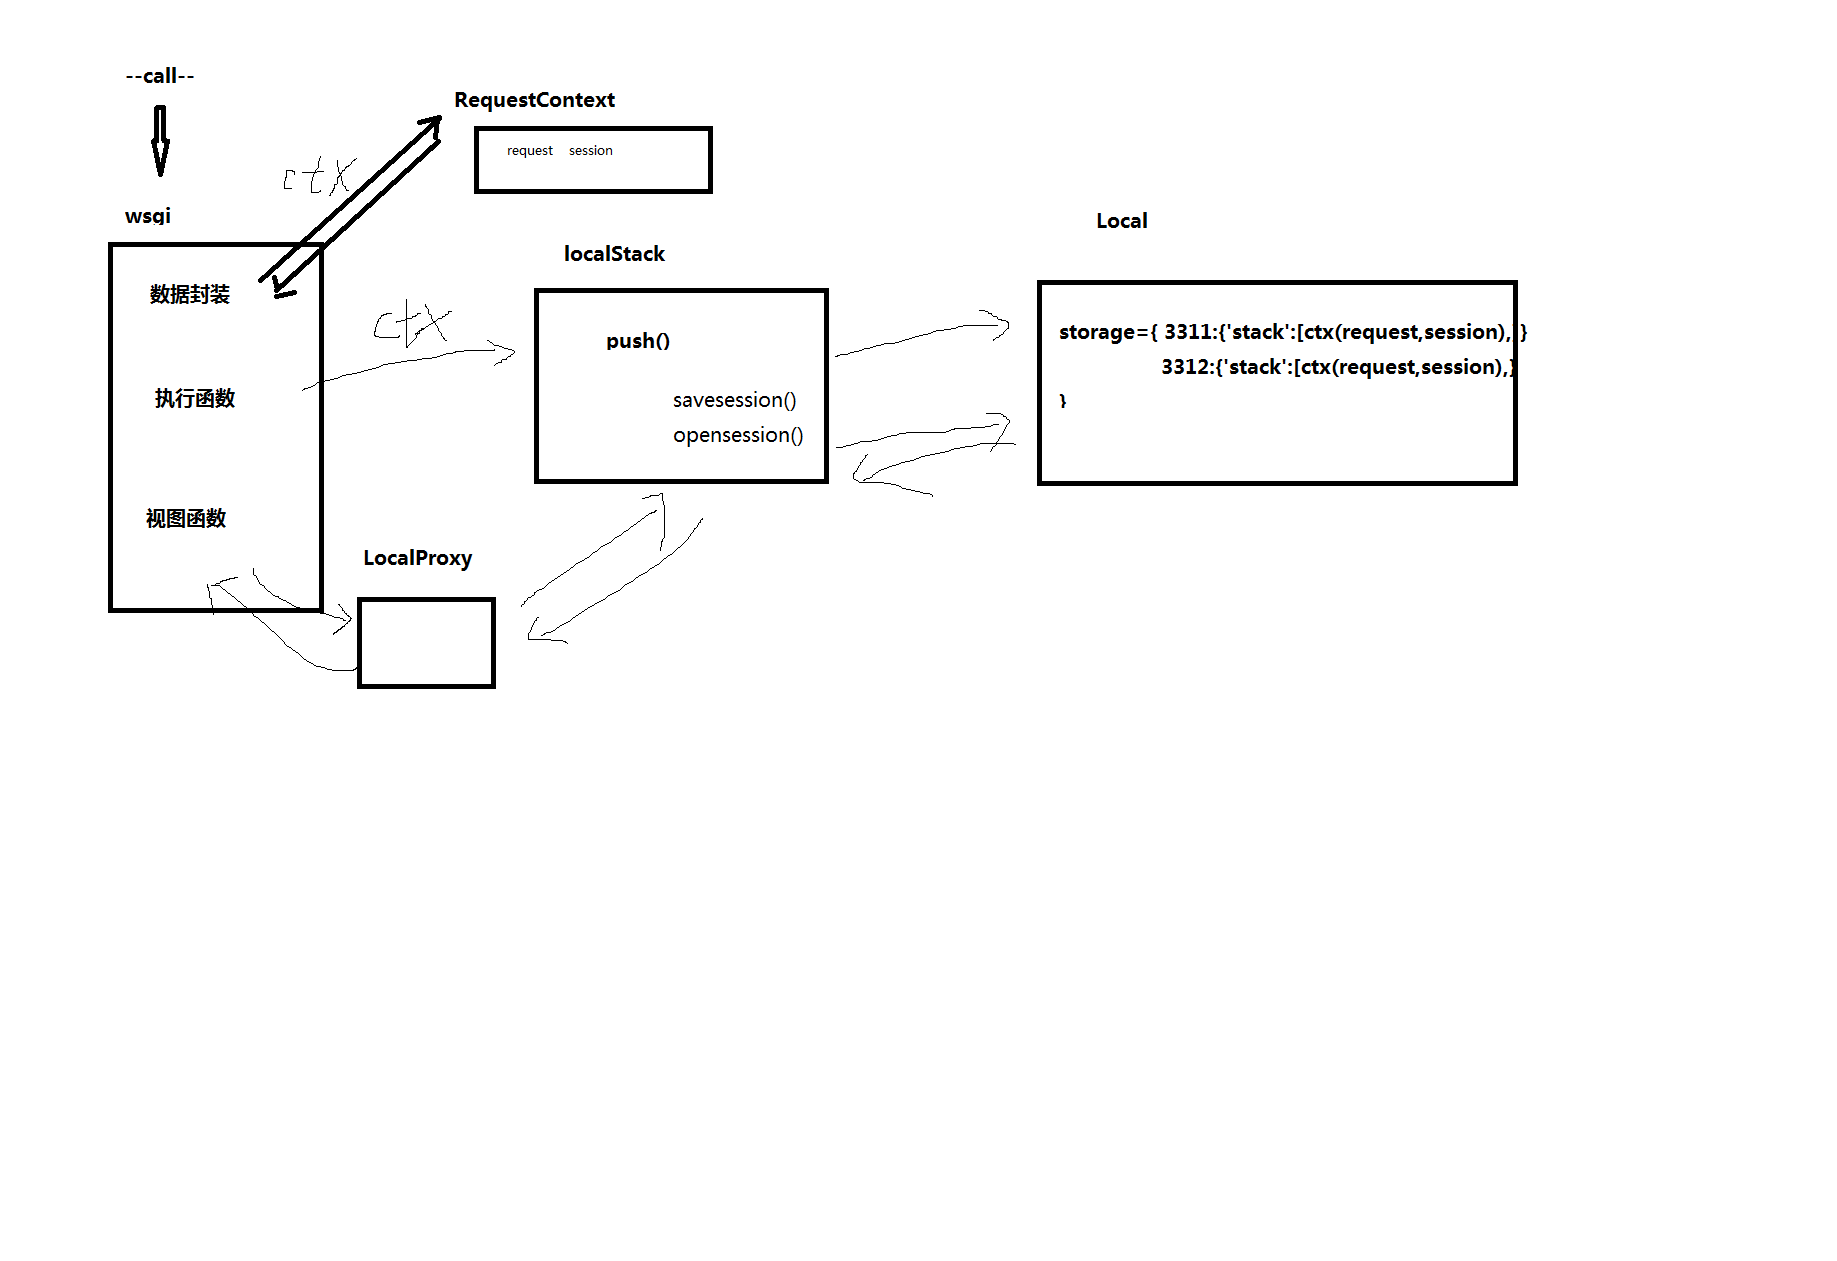 --call--
RequestContext
request session
ctx
wsgi
Local
localStack
数据封装
ctx
push()
storage={ 3311:{'stack':[ctx(request,session),]}
3312:{'stack':[ctx(request,session),}
}
执行函数
savesession()
opensession()
视图函数
LocalProxy